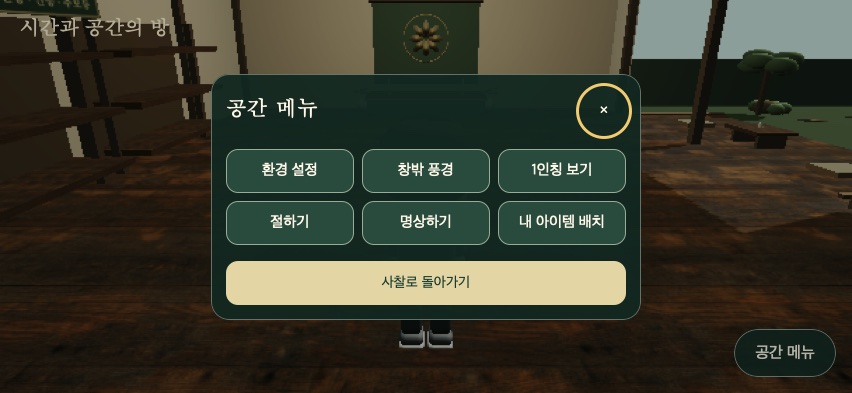 시간과 공간의 방
공간 메뉴
×
환경 설정
창밖 풍경
1인칭 보기
절하기
명상하기
내 아이템 배치
사찰로 돌아가기
공간 메뉴